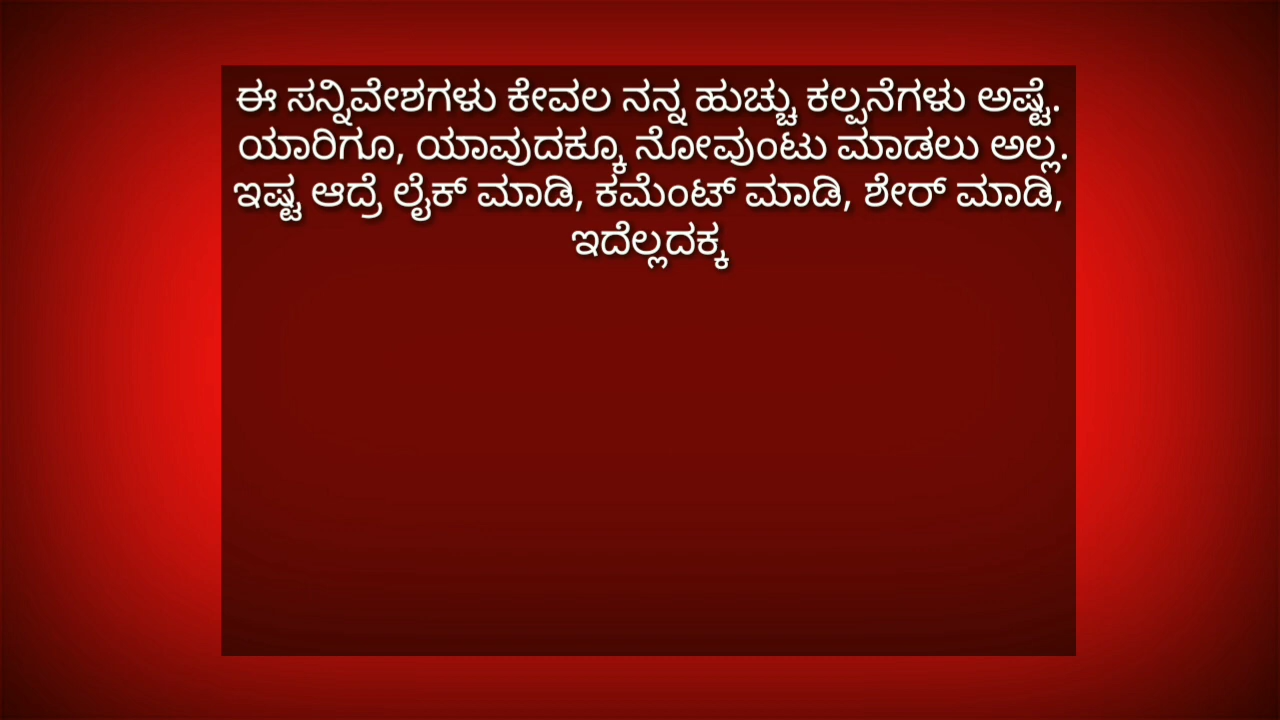 ಈ ಸನ್ನಿವೇಶಗಳು ಕೇವಲ ನನ್ನ ಹುಚ್ಚು ಕಲ್ಪನೆಗಳು ಅಷ್ಟೆ.
ಯಾರಿಗೂ, ಯಾವುದಕ್ಕೂ ನೋವುಂಟು ಮಾಡಲು ಅಲ್ಲ.
ಇಷ್ಟ ಆದ್ರೆ ಲೈಕ್ ಮಾಡಿ, ಕಮೆಂಟ್ ಮಾಡಿ, ಶೇರ್ ಮಾಡಿ,
ಇದೆಲ್ಲದಕ್ಕ